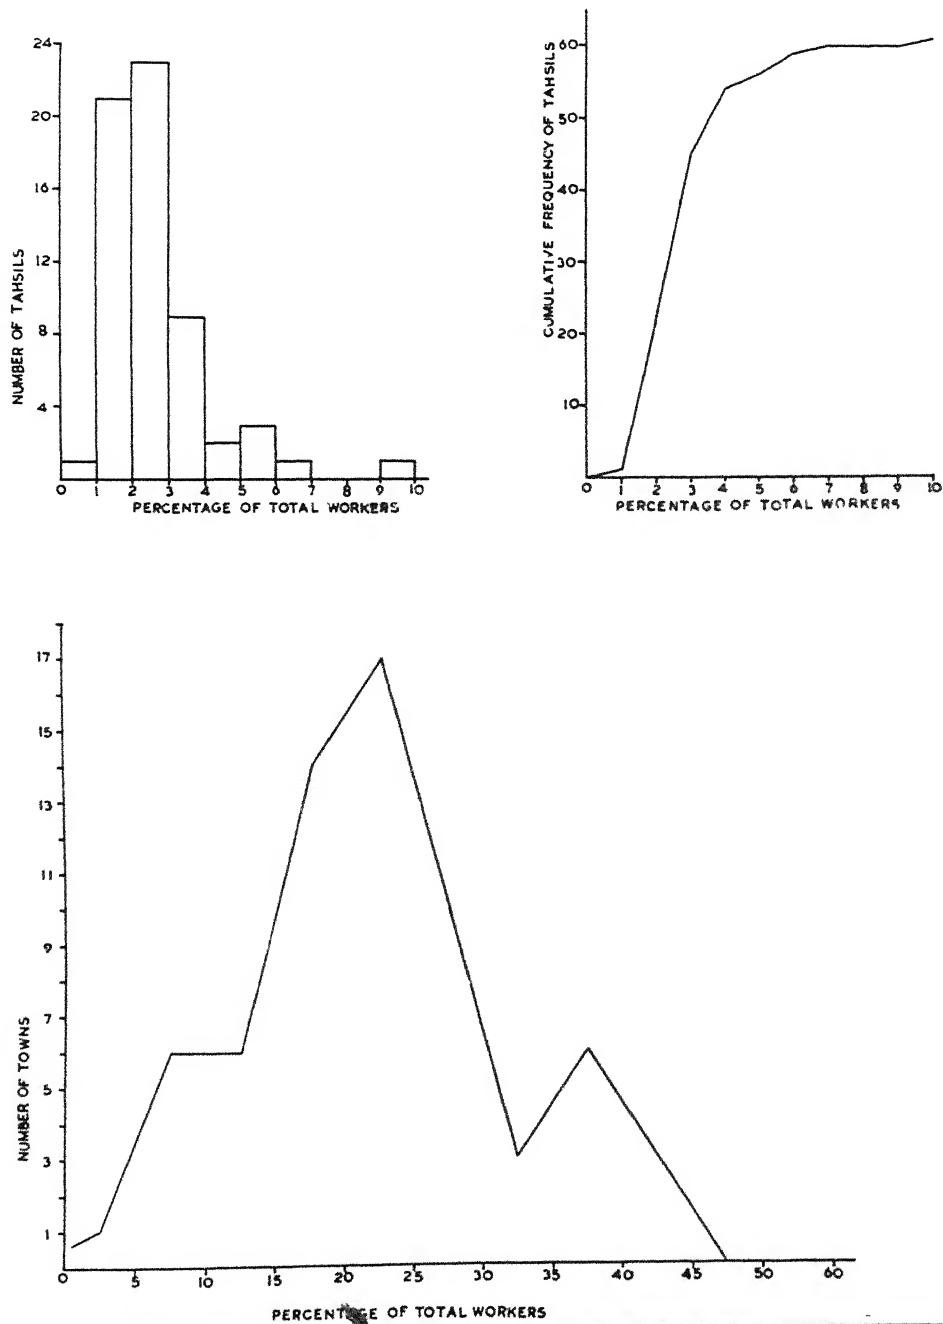 24
20
16
12
8
4
NUMBER OF TAHSILS
0 1 2 3 4 5 6 7 8 9 10
PERCENTAGE OF TOTAL WORKERS
60
50
40
30
20
10
CUMULATIVE FREQUENCY OF TAHSILS
0 1 2 3 4 5 6 7 8 9 10
PERCENTAGE OF TOTAL WORKERS
17
15
13
11
9
7
5
3
1
NUMBER OF TOWNS
0 5 10 15 20 25 30 35 40 45 50 60
PERCENTAGE OF TOTAL WORKERS